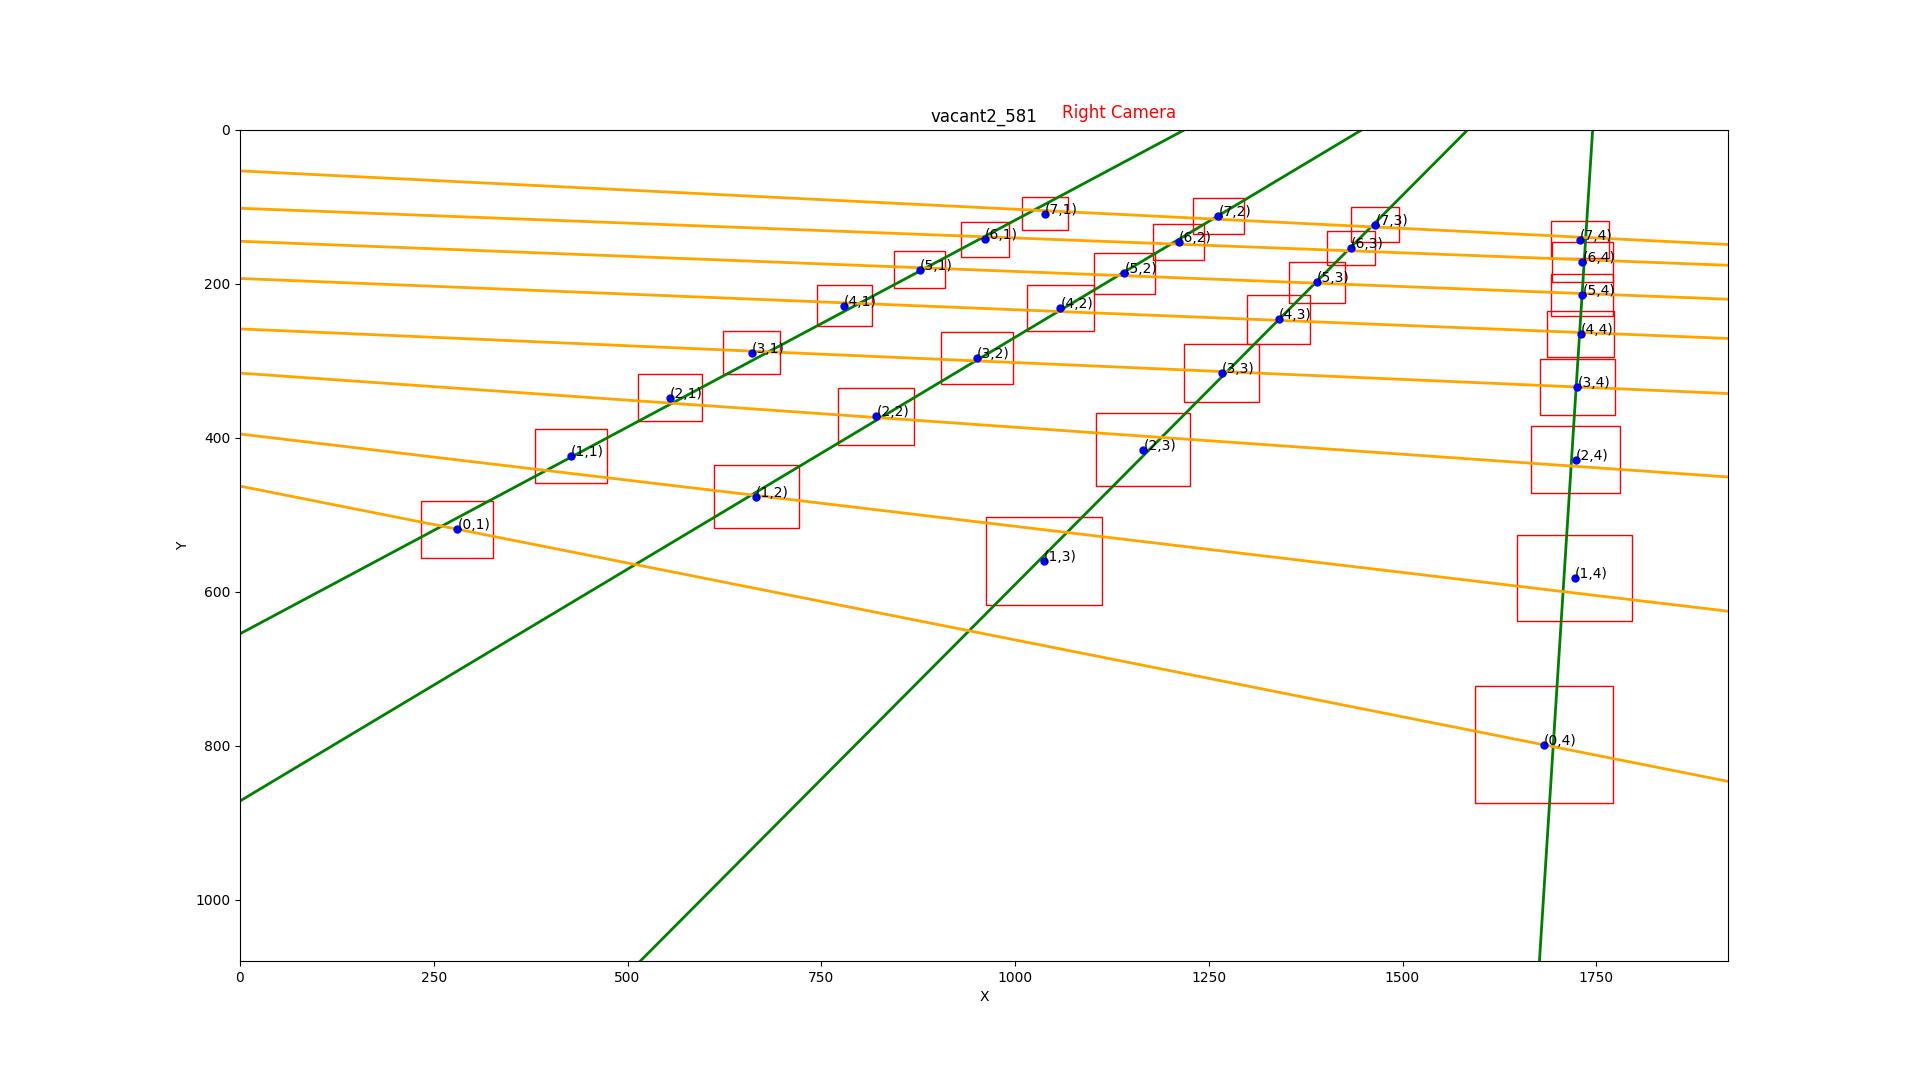 vacant2_581 Right Camera
0
200
400
600
800
1000
Y
0 250 500 750 1000 1250 1500 1750
X
(7,1) (7,2) (7,3) (7,4)
(6,1) (6,2) (6,3) (6,4)
(5,1) (5,2) (5,3) (5,4)
(4,1) (4,2) (4,3) (4,4)
(3,1) (3,2) (3,3) (3,4)
(2,1) (2,2) (2,3) (2,4)
(1,1) (1,2) (1,3) (1,4)
(0,1) (0,4)